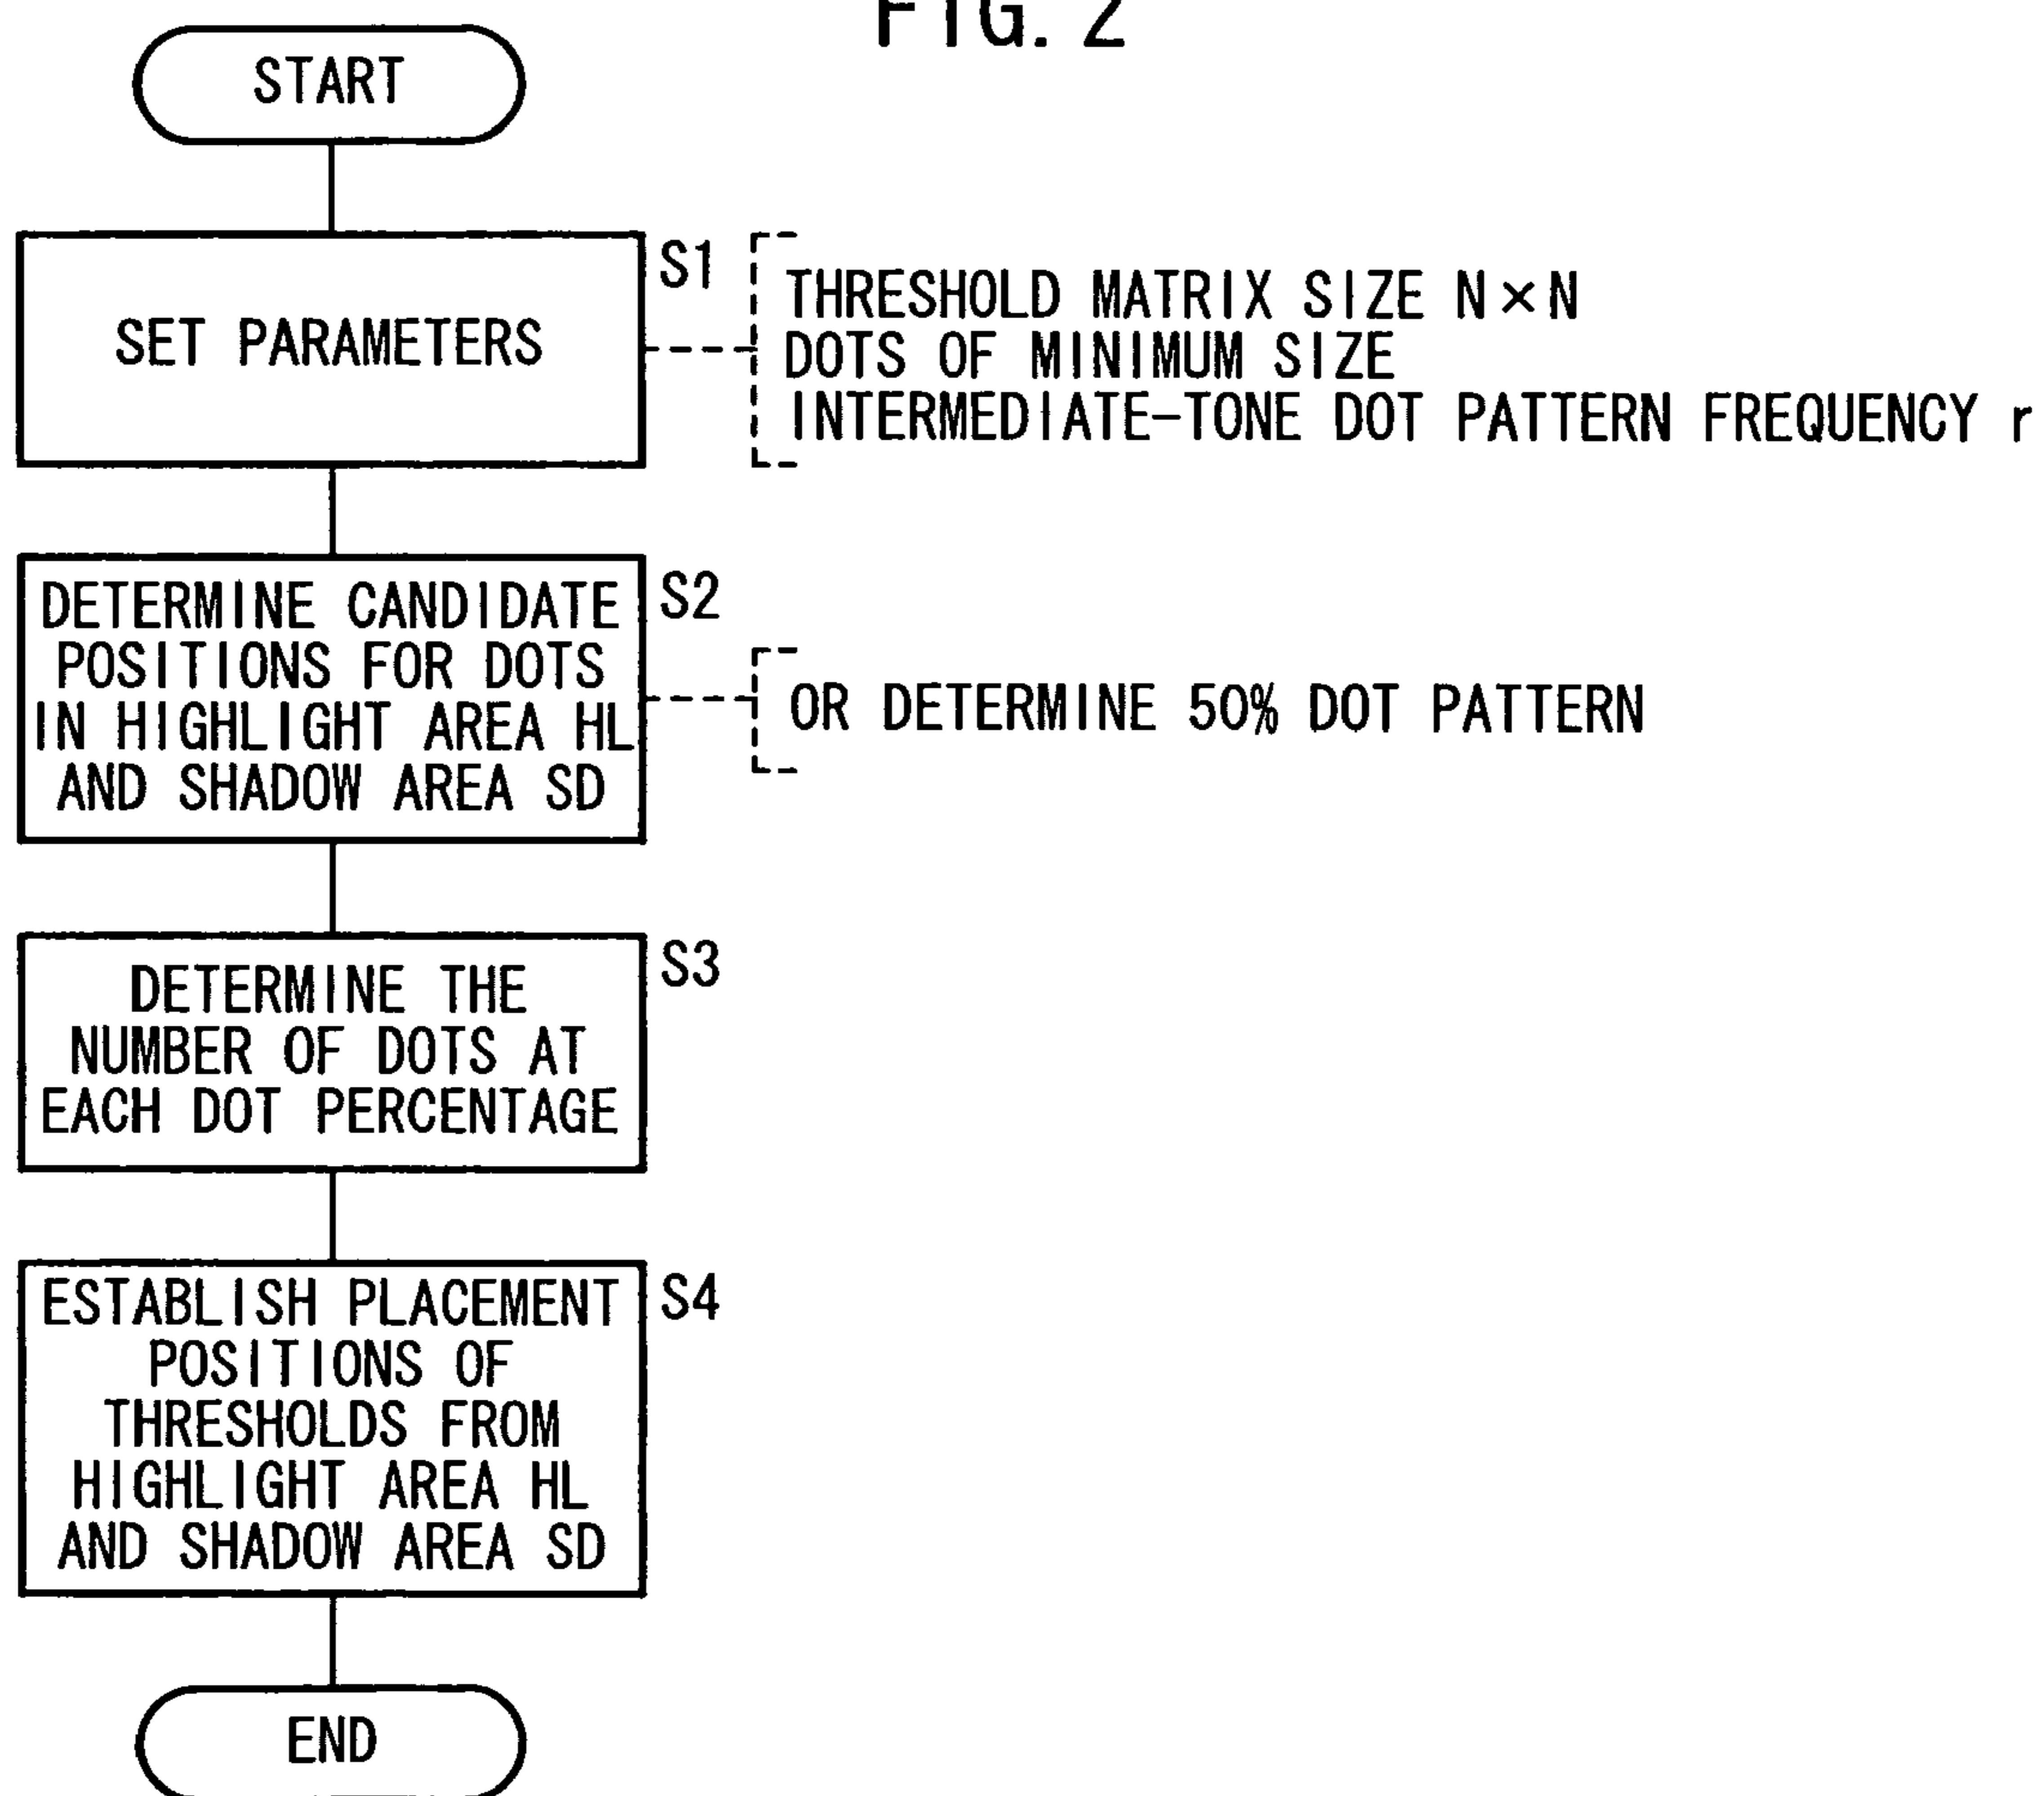 FIG. 2
START
SET PARAMETERS
S1
THRESHOLD MATRIX SIZE N×N
DOTS OF MINIMUM SIZE
INTERMEDIATE-TONE DOT PATTERN FREQUENCY r
DETERMINE CANDIDATE
POSITIONS FOR DOTS
IN HIGHLIGHT AREA HL
AND SHADOW AREA SD
S2
OR DETERMINE 50% DOT PATTERN
DETERMINE THE
NUMBER OF DOTS AT
EACH DOT PERCENTAGE
S3
ESTABLISH PLACEMENT
POSITIONS OF
THRESHOLDS FROM
HIGHLIGHT AREA HL
AND SHADOW AREA SD
S4
END